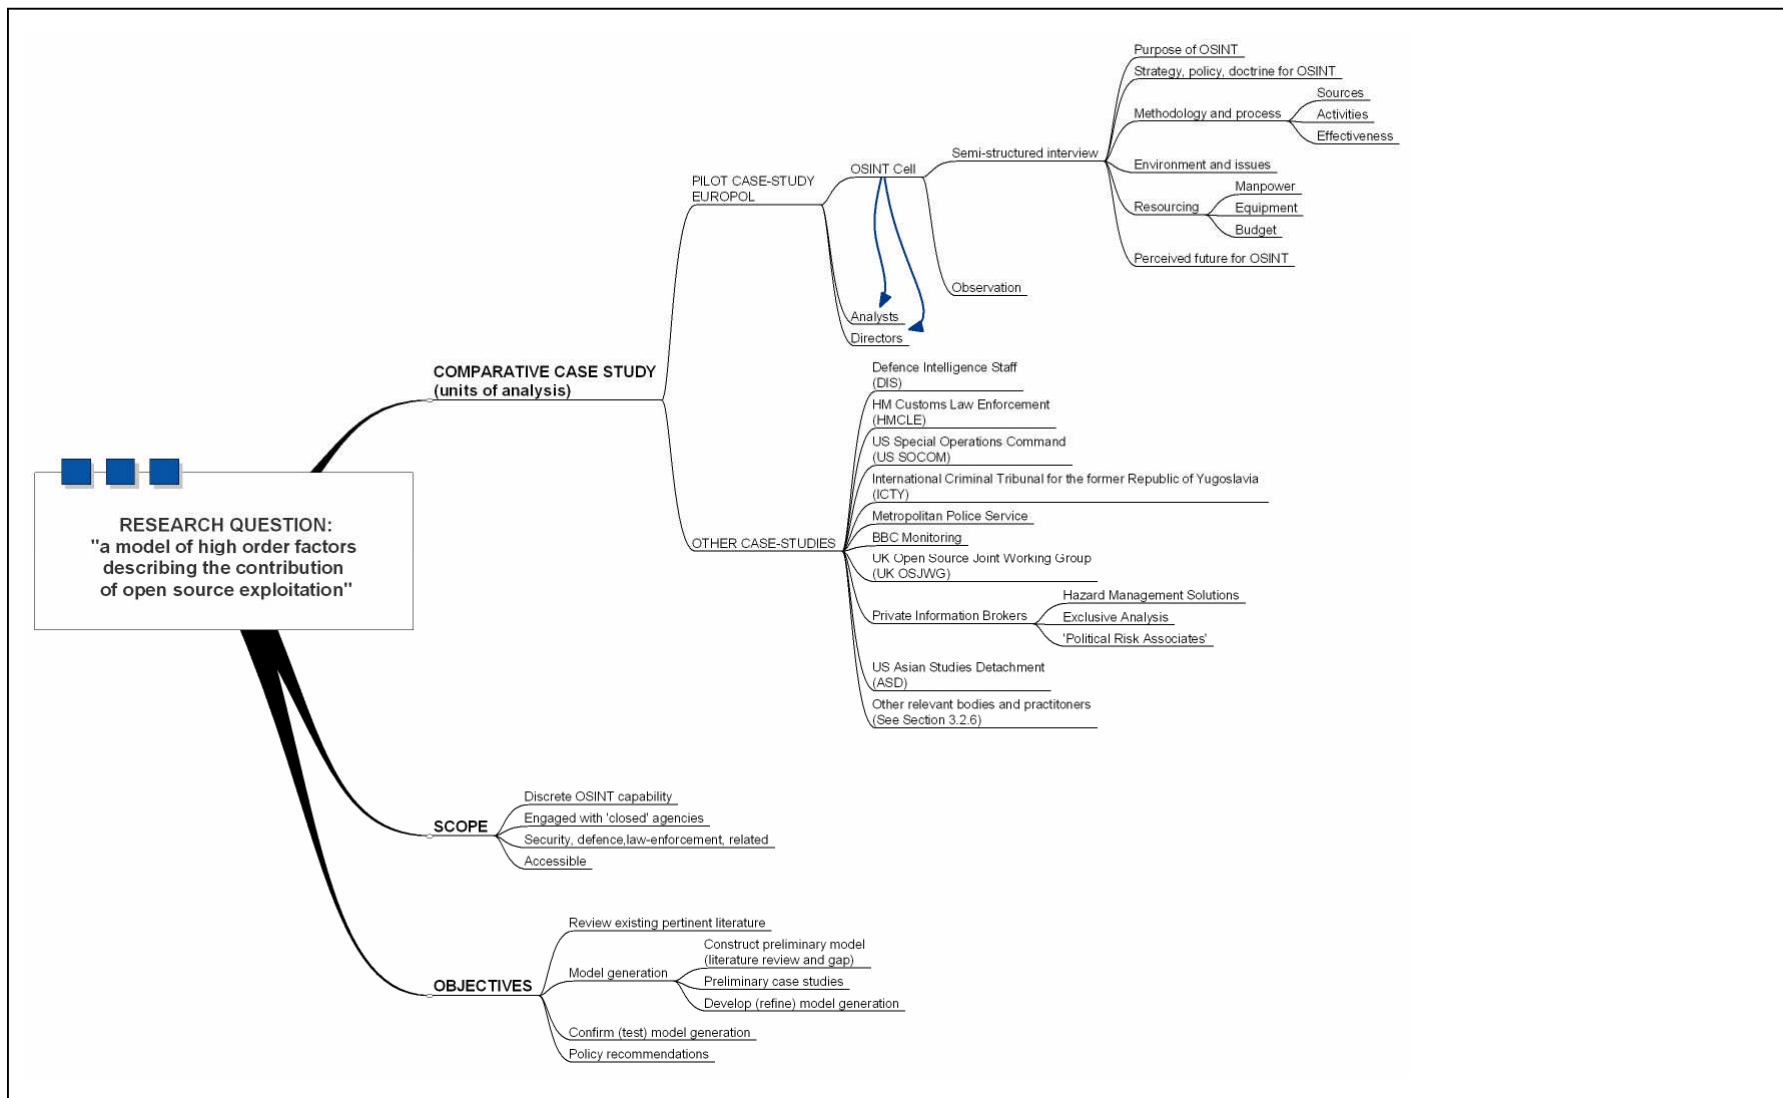 Purpose of OSINT
Strategy, policy, doctrine for OSINT
Sources
Methodology and process
Activities
Effectiveness
Semi-structured interview
Environment and issues
OSINT Cell
PILOT CASE-STUDY
EUROPOL
Manpower
Resourcing
Equipment
Budget
Perceived future for OSINT
Observation
Analysts
Directors
COMPARATIVE CASE STUDY
(units of analysis)
Defence Intelligence Staff
(DIS)
HM Customs Law Enforcement
(HMCLE)
US Special Operations Command
(US SOCOM)
International Criminal Tribunal for the former Republic of Yugoslavia
(ICTY)
Metropolitan Police Service
OTHER CASE-STUDIES
BBC Monitoring
UK Open Source Joint Working Group
(UK OSJWG)
Private Information Brokers
Hazard Management Solutions
Exclusive Analysis
'Political Risk Associates'
US Asian Studies Detachment
(ASD)
Other relevant bodies and practitoners
(See Section 3.2.6)
RESEARCH QUESTION:
"a model of high order factors
describing the contribution
of open source exploitation"
SCOPE
Discrete OSINT capability
Engaged with 'closed' agencies
Security, defence,law-enforcement, related
Accessible
OBJECTIVES
Review existing pertinent literature
Model generation
Construct preliminary model
(literature review and gap)
Preliminary case studies
Develop (refine) model generation
Confirm (test) model generation
Policy recommendations